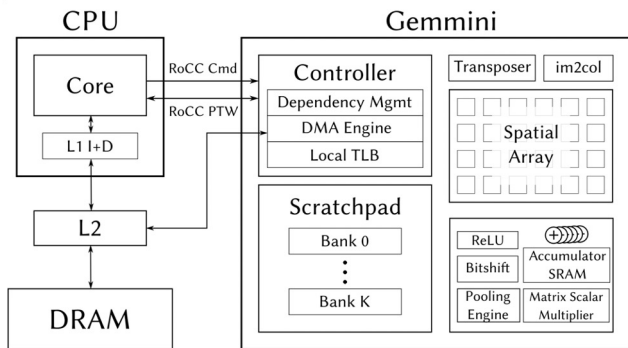 CPU
Core
L1 I+D
L2
DRAM
RoCC Cmd
RoCC PTW
Gemmini
Controller
Dependency Mgmt
DMA Engine
Local TLB
Scratchpad
Bank 0
Bank K
Transposer
im2col
Spatial
Array
ReLU
Bitshift
Accumulator
SRAM
Pooling
Engine
Matrix Scalar
Multiplier